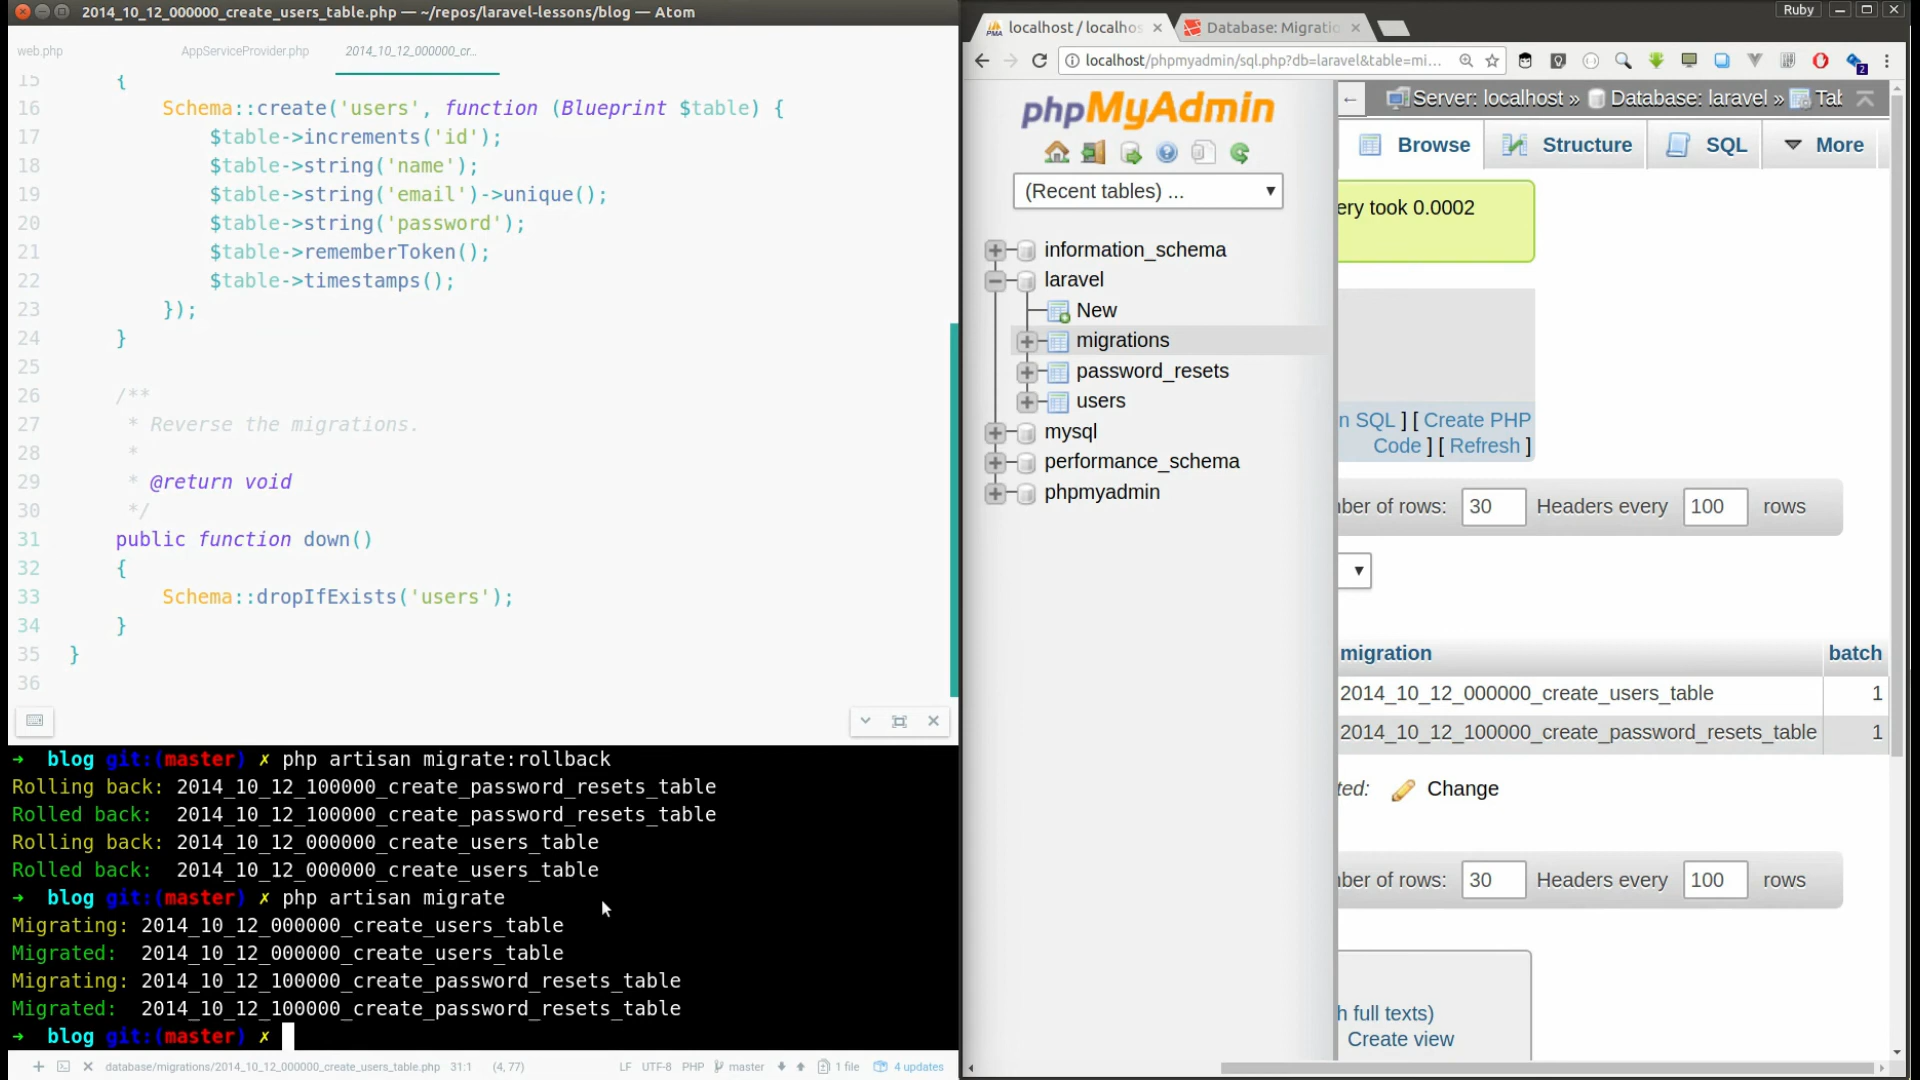 2014_10_12_000000_create_users_table.php — ~/repos/laravel-lessons/blog — Atom
web.php
AppServiceProvider.php
2014_10_12_000000_cr...
15 {
16 Schema::create('users', function (Blueprint $table) {
17 $table->increments('id');
18 $table->string('name');
19 $table->string('email')->unique();
20 $table->string('password');
21 $table->rememberToken();
22 $table->timestamps();
23 });
24 }
25
26 /**
27 * Reverse the migrations.
28 *
29 * @return void
30 */
31 public function down()
32 {
33 Schema::dropIfExists('users');
34 }
35 }
36
➜ blog git:(master) ✗ php artisan migrate:rollback
Rolling back: 2014_10_12_100000_create_password_resets_table
Rolled back: 2014_10_12_100000_create_password_resets_table
Rolling back: 2014_10_12_000000_create_users_table
Rolled back: 2014_10_12_000000_create_users_table
➜ blog git:(master) ✗ php artisan migrate
Migrating: 2014_10_12_000000_create_users_table
Migrated: 2014_10_12_000000_create_users_table
Migrating: 2014_10_12_100000_create_password_resets_table
Migrated: 2014_10_12_100000_create_password_resets_table
➜ blog git:(master) ✗
database/migrations/2014_10_12_000000_create_users_table.php 31:1 (4, 77) LF UTF-8 PHP master 1 file 4 updates
Ruby
localhost / localhos
Database: Migratio
localhost/phpmyadmin/sql.php?db=laravel&table=mi...
2
phpMyAdmin
(Recent tables) ...
information_schema
laravel
New
migrations
password_resets
users
mysql
performance_schema
phpmyadmin
Server: localhost » Database: laravel » Tab
Browse Structure SQL More
ery took 0.0002
n SQL ] [ Create PHP
Code ] [ Refresh ]
ber of rows: 30 Headers every 100 rows
migration batch
2014_10_12_000000_create_users_table 1
2014_10_12_100000_create_password_resets_table 1
ted: Change
ber of rows: 30 Headers every 100 rows
h full texts)
Create view